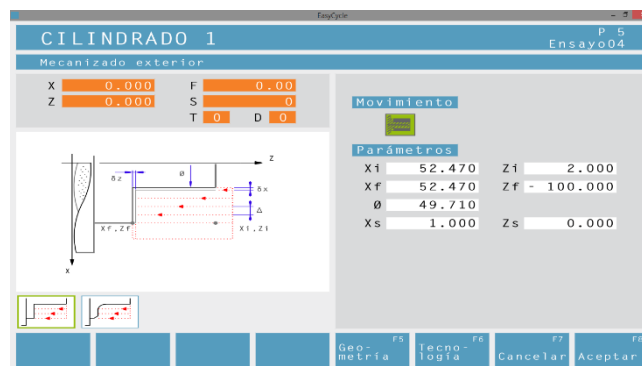 EasyCycle
CILINDRADO 1
P 5
Ensayo04
Mecanizado exterior
X 0.000 F 0.00
Z 0.000 S 0
T 0 D 0
Movimiento
Parámetros
Xi 52.470 Zi 2.000
Xf 52.470 Zf - 100.000
Ø 49.710
Xs 1.000 Zs 0.000
Z
δz
Ø
δx
Δ
Xf,Zf
Xi,Zi
X
F5
Geo-
metría
F6
Tecno-
logía
F7
Cancelar
F8
Aceptar